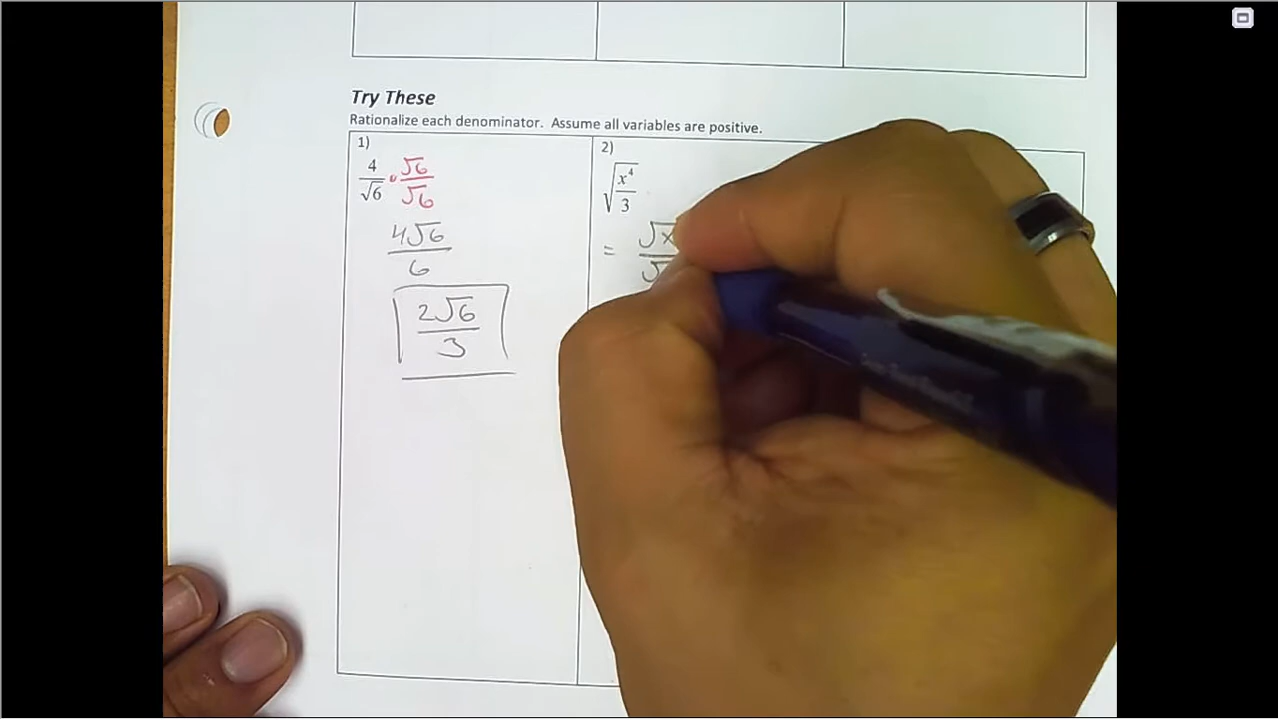 Try These
Rationalize each denominator. Assume all variables are positive.
1)
4/√6 · √6/√6
4√6/6
2√6/3
2)
√(x⁴/3)
= √x/√